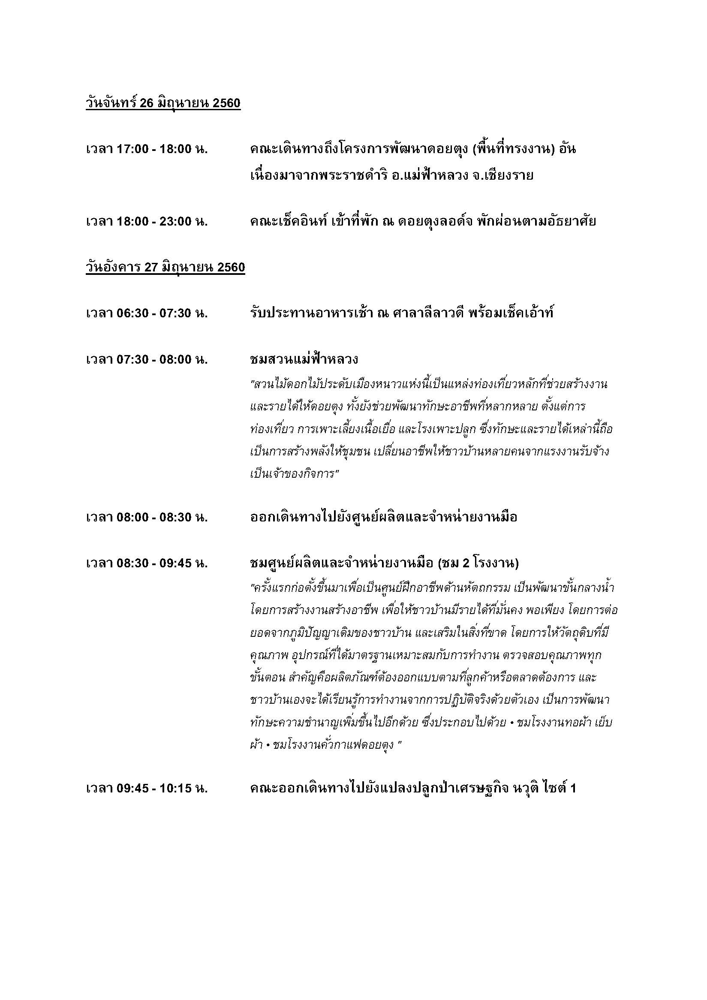 วันจันทร์ 26 มิถุนายน 2560
เวลา 17:00 - 18:00 น. คณะเดินทางถึงโครงการพัฒนาดอยตุง (พื้นที่ทรงงาน) อัน
เนื่องมาจากพระราชดำริ อ.แม่ฟ้าหลวง จ.เชียงราย
เวลา 18:00 - 23:00 น. คณะเช็คอินท์ เข้าที่พัก ณ ดอยตุงลอด์จ พักผ่อนตามอัธยาศัย
วันอังคาร 27 มิถุนายน 2560
เวลา 06:30 - 07:30 น. รับประทานอาหารเช้า ณ ศาลาลีลาวดี พร้อมเช็คเอ้าท์
เวลา 07:30 - 08:00 น. ชมสวนแม่ฟ้าหลวง
"สวนไม้ดอกไม้ประดับเมืองหนาวแห่งนี้เป็นแหล่งท่องเที่ยวหลักที่ช่วยสร้างงาน
และรายได้ให้ดอยตุง ทั้งยังช่วยพัฒนาทักษะอาชีพที่หลากหลาย ตั้งแต่การ
ท่องเที่ยว การเพาะเลี้ยงเนื้อเยื่อ และโรงเพาะปลูก ซึ่งทักษะและรายได้เหล่านี้ถือ
เป็นการสร้างพลังให้ชุมชน เปลี่ยนอาชีพให้ชาวบ้านหลายคนจากแรงงานรับจ้าง
เป็นเจ้าของกิจการ"
เวลา 08:00 - 08:30 น. ออกเดินทางไปยังศูนย์ผลิตและจำหน่ายงานมือ
เวลา 08:30 - 09:45 น. ชมศูนย์ผลิตและจำหน่ายงานมือ (ชม 2 โรงงาน)
"ครั้งแรกก่อตั้งขึ้นมาเพื่อเป็นศูนย์ฝึกอาชีพด้านหัตถกรรม เป็นพัฒนาขั้นกลางน้ำ
โดยการสร้างงานสร้างอาชีพ เพื่อให้ชาวบ้านมีรายได้ที่มั่นคง พอเพียง โดยการต่อ
ยอดจากภูมิปัญญาเดิมของชาวบ้าน และเสริมในสิ่งที่ขาด โดยการให้วัตถุดิบที่มี
คุณภาพ อุปกรณ์ที่ได้มาตรฐานเหมาะสมกับการทำงาน ตรวจสอบคุณภาพทุก
ขั้นตอน สำคัญคือผลิตภัณฑ์ต้องออกแบบตามที่ลูกค้าหรือตลาดต้องการ และ
ชาวบ้านเองจะได้เรียนรู้การทำงานจากการปฏิบัติจริงด้วยตัวเอง เป็นการพัฒนา
ทักษะความชำนาญเพิ่มขึ้นไปอีกด้วย ซึ่งประกอบไปด้วย • ชมโรงงานทอผ้า เย็บ
ผ้า • ชมโรงงานคั่วกาแฟดอยตุง "
เวลา 09:45 - 10:15 น. คณะออกเดินทางไปยังแปลงปลูกป่าเศรษฐกิจ นวุติ ไซต์ 1